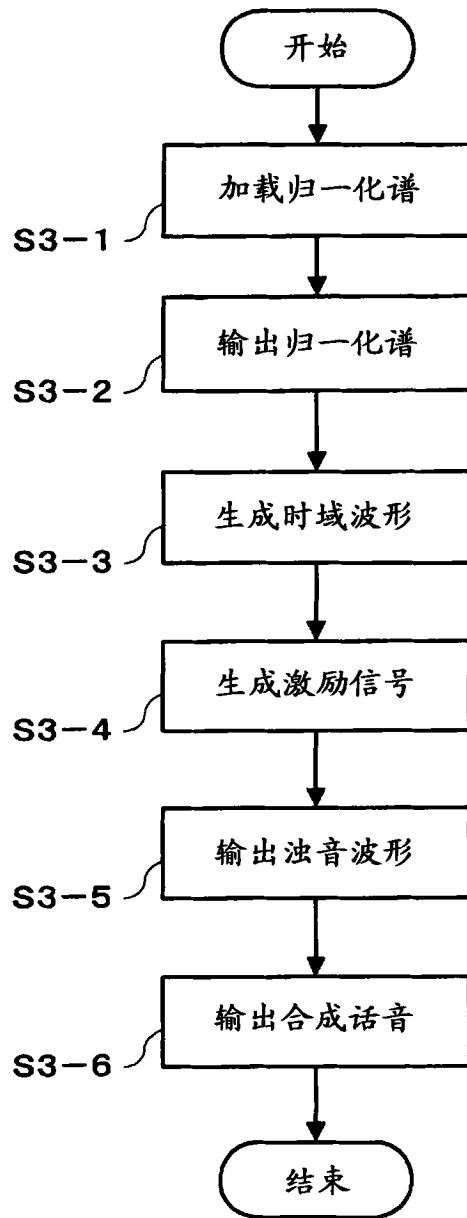 开始
加载归一化谱
S3-1
输出归一化谱
S3-2
生成时域波形
S3-3
生成激励信号
S3-4
输出浊音波形
S3-5
输出合成话音
S3-6
结束